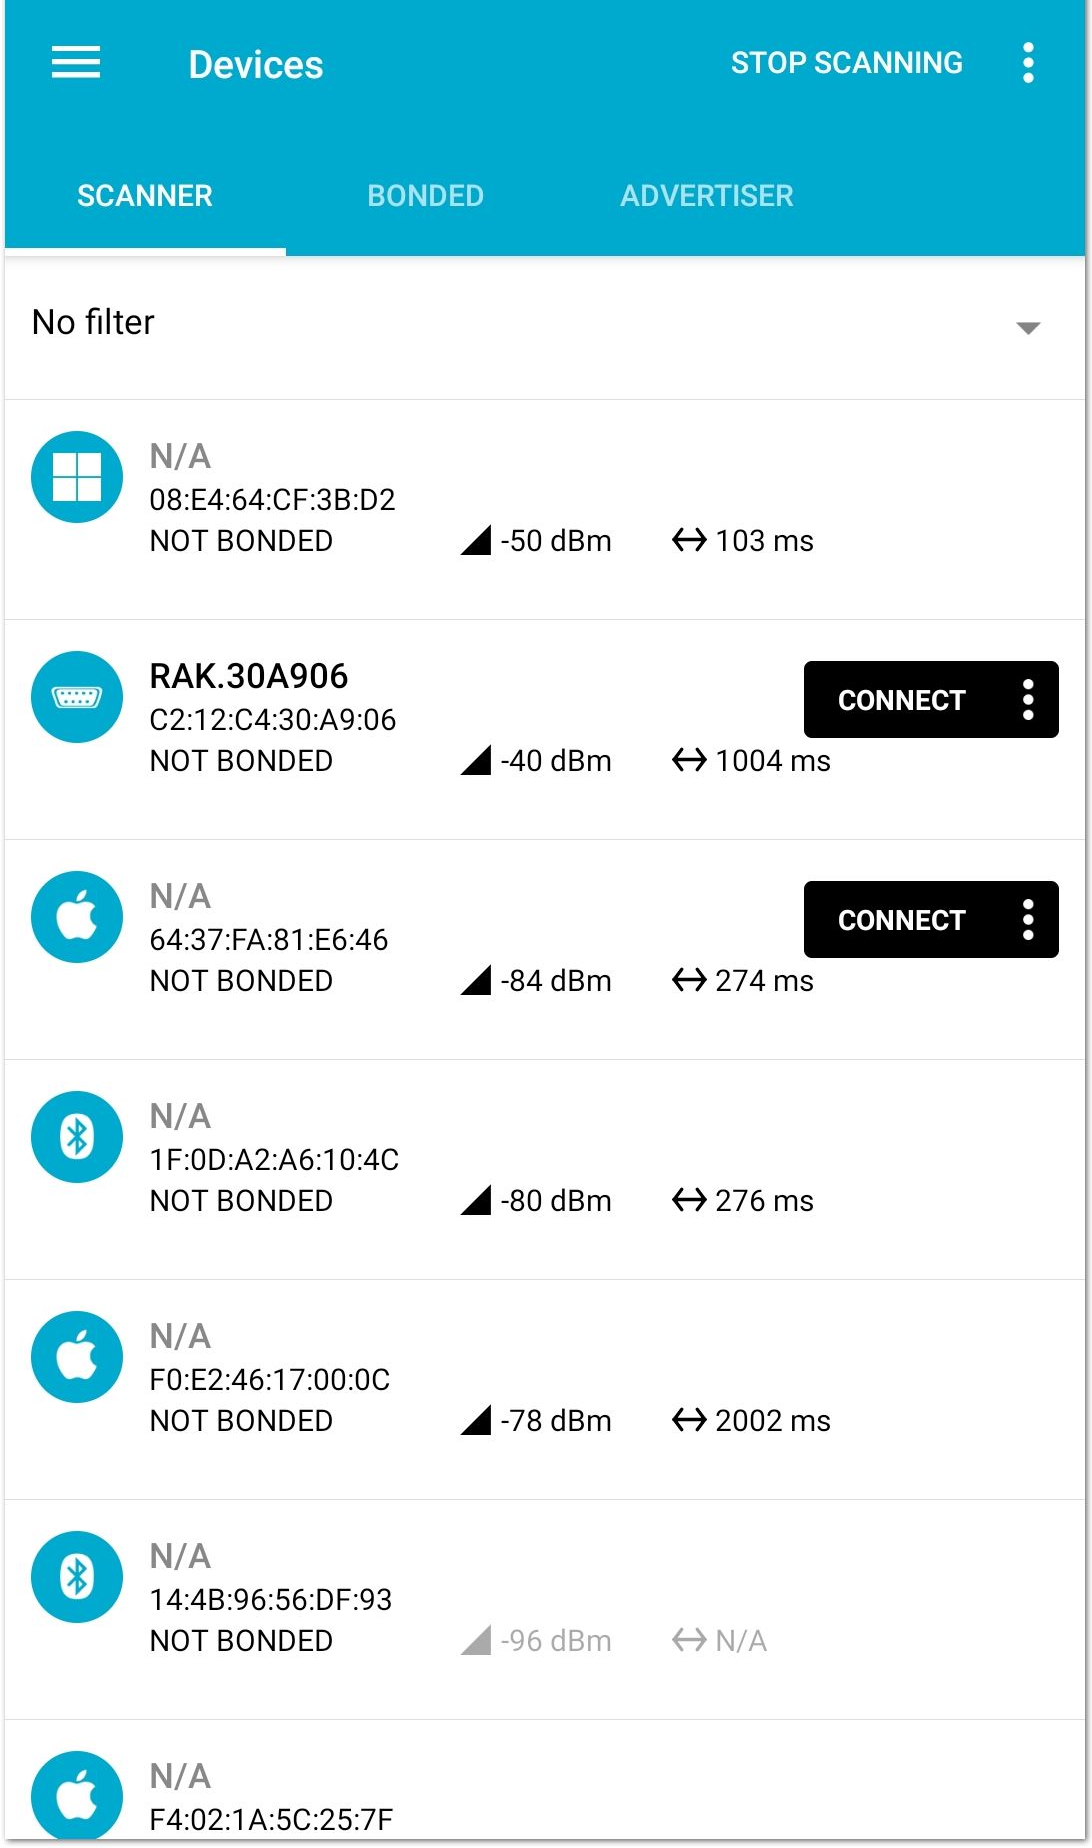 Devices STOP SCANNING
SCANNER BONDED ADVERTISER
No filter
N/A
08:E4:64:CF:3B:D2
NOT BONDED -50 dBm 103 ms
RAK.30A906
CONNECT
C2:12:C4:30:A9:06
NOT BONDED -40 dBm 1004 ms
N/A
CONNECT
64:37:FA:81:E6:46
NOT BONDED -84 dBm 274 ms
N/A
1F:0D:A2:A6:10:4C
NOT BONDED -80 dBm 276 ms
N/A
F0:E2:46:17:00:0C
NOT BONDED -78 dBm 2002 ms
N/A
14:4B:96:56:DF:93
NOT BONDED -96 dBm N/A
N/A
F4:02:1A:5C:25:7F